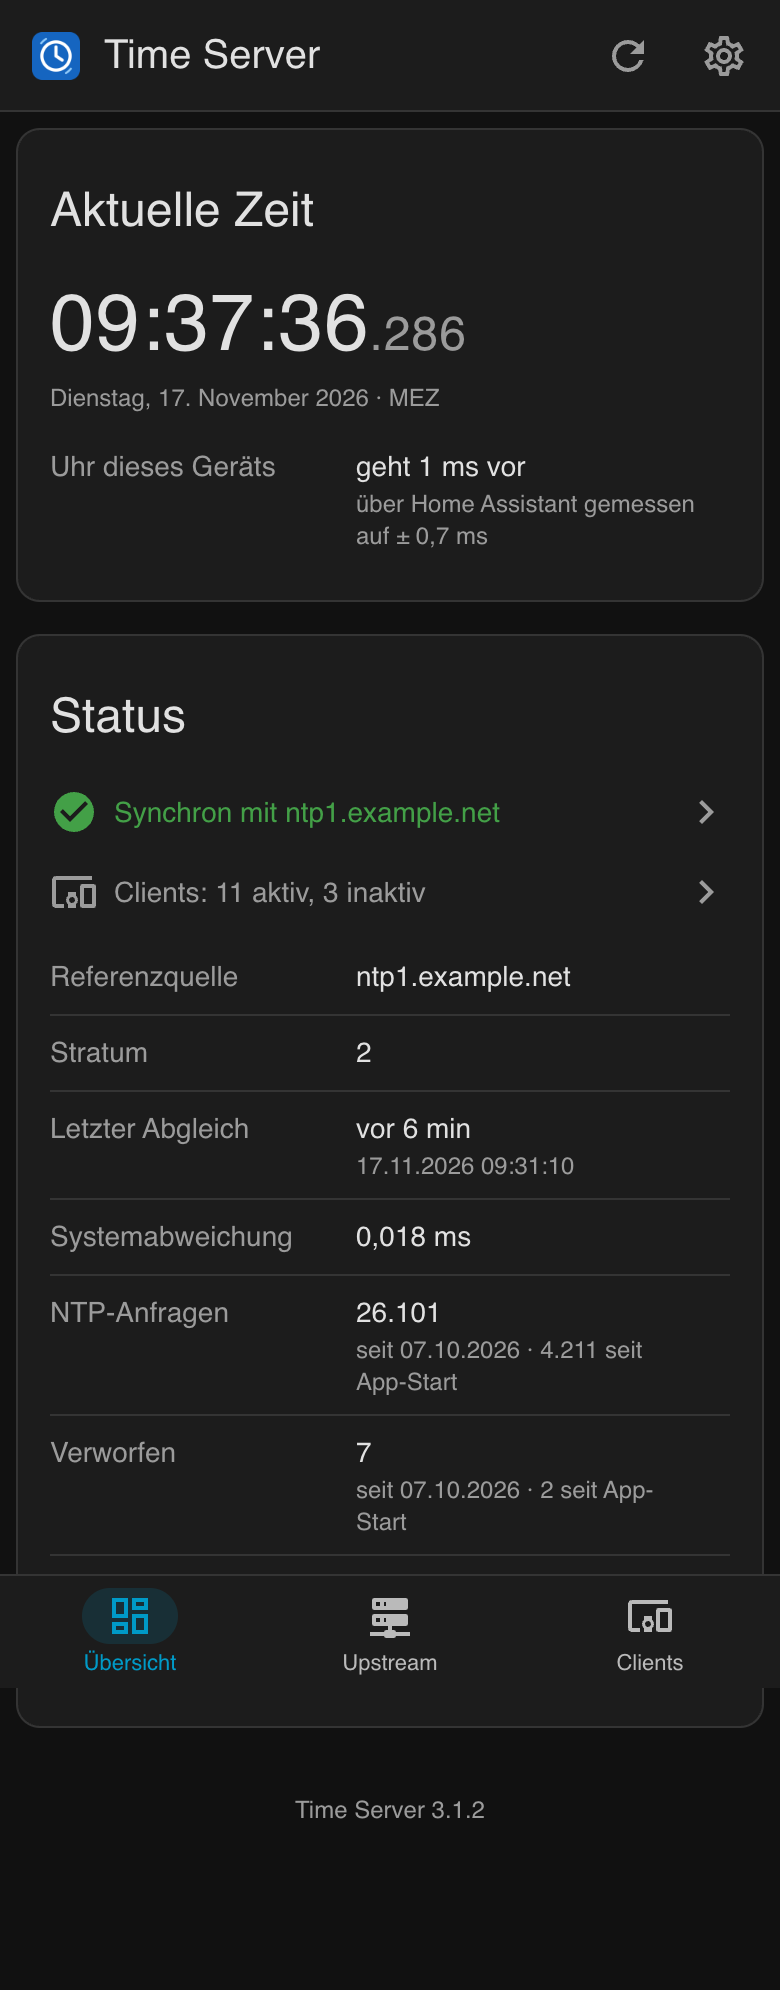 Time Server
Aktuelle Zeit
09:37:36.286
Dienstag, 17. November 2026 · MEZ
Uhr dieses Geräts
geht 1 ms vor
über Home Assistant gemessen
auf ± 0,7 ms
Status
Synchron mit ntp1.example.net
Clients: 11 aktiv, 3 inaktiv
Referenzquelle
ntp1.example.net
Stratum
2
Letzter Abgleich
vor 6 min
17.11.2026 09:31:10
Systemabweichung
0,018 ms
NTP-Anfragen
26.101
seit 07.10.2026 · 4.211 seit
App-Start
Verworfen
7
seit 07.10.2026 · 2 seit App-
Start
Übersicht
Upstream
Clients
Time Server 3.1.2